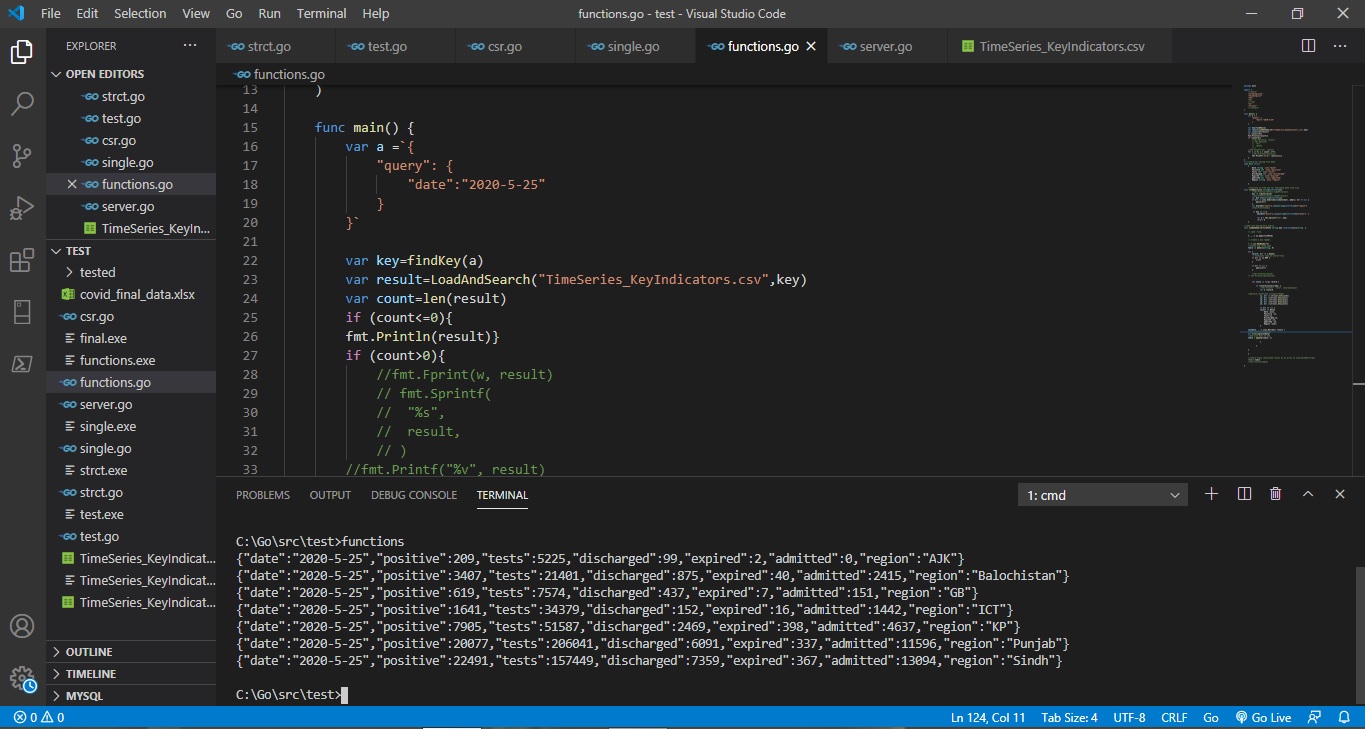 File Edit Selection View Go Run Terminal Help
functions.go - test - Visual Studio Code
EXPLORER
OPEN EDITORS
strct.go
test.go
csr.go
single.go
functions.go
server.go
TimeSeries_KeyIn...
TEST
tested
covid_final_data.xlsx
csr.go
final.exe
functions.exe
functions.go
server.go
single.exe
single.go
strct.exe
strct.go
test.exe
test.go
TimeSeries_KeyIndicat...
TimeSeries_KeyIndicat...
TimeSeries_KeyIndicat...
OUTLINE
TIMELINE
MYSQL
strct.go test.go csr.go single.go functions.go server.go TimeSeries_KeyIndicators.csv
functions.go
13 )
14
15 func main() {
16 var a =`{
17 "query": {
18 "date":"2020-5-25"
19 }
20 }`
21
22 var key=findKey(a)
23 var result=LoadAndSearch("TimeSeries_KeyIndicators.csv",key)
24 var count=len(result)
25 if (count<=0){
26 fmt.Println(result)}
27 if (count>0){
28 //fmt.Fprint(w, result)
29 // fmt.Sprintf(
30 // "%s",
31 // result,
32 // )
33 //fmt.Printf("%v", result)
PROBLEMS OUTPUT DEBUG CONSOLE TERMINAL
1: cmd
C:\Go\src\test>functions
{"date":"2020-5-25","positive":209,"tests":5225,"discharged":99,"expired":2,"admitted":0,"region":"AJK"}
{"date":"2020-5-25","positive":3407,"tests":21401,"discharged":875,"expired":40,"admitted":2415,"region":"Balochistan"}
{"date":"2020-5-25","positive":619,"tests":7574,"discharged":437,"expired":7,"admitted":151,"region":"GB"}
{"date":"2020-5-25","positive":1641,"tests":34379,"discharged":152,"expired":16,"admitted":1442,"region":"ICT"}
{"date":"2020-5-25","positive":7905,"tests":51587,"discharged":2469,"expired":398,"admitted":4637,"region":"KP"}
{"date":"2020-5-25","positive":20077,"tests":206041,"discharged":6091,"expired":337,"admitted":11596,"region":"Punjab"}
{"date":"2020-5-25","positive":22491,"tests":157449,"discharged":7359,"expired":367,"admitted":13094,"region":"Sindh"}
C:\Go\src\test>
0 0 Ln 124, Col 11 Tab Size: 4 UTF-8 CRLF Go Go Live